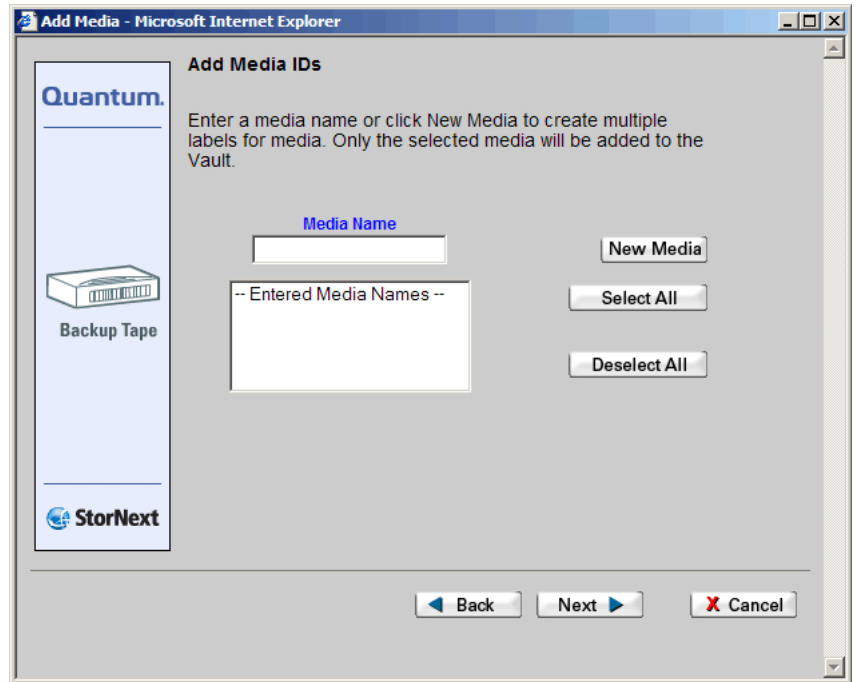 Add Media - Microsoft Internet Explorer
Add Media IDs
Quantum.
Enter a media name or click New Media to create multiple
labels for media. Only the selected media will be added to the
Vault.
Media Name
New Media
-- Entered Media Names --
Select All
Backup Tape
Deselect All
StorNext
Back
Next
X Cancel